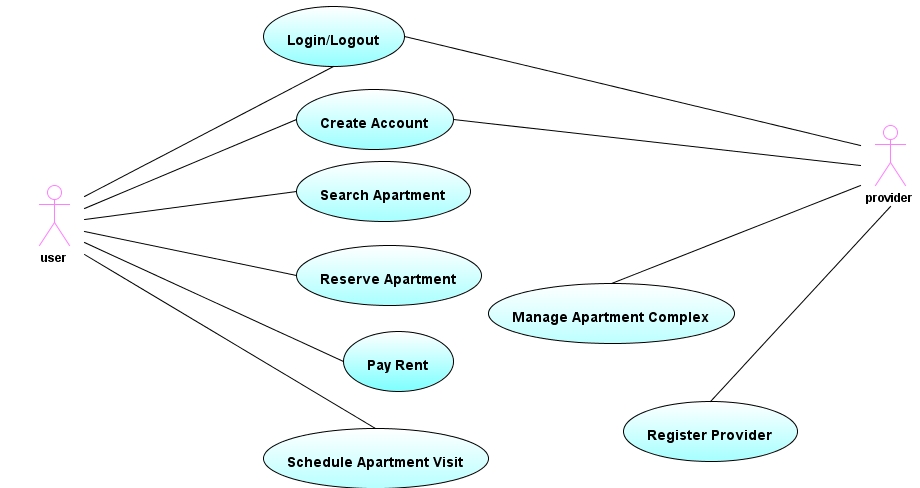 Login/Logout
Create Account
Search Apartment
provider
user
Reserve Apartment
Manage Apartment Complex
Pay Rent
Register Provider
Schedule Apartment Visit